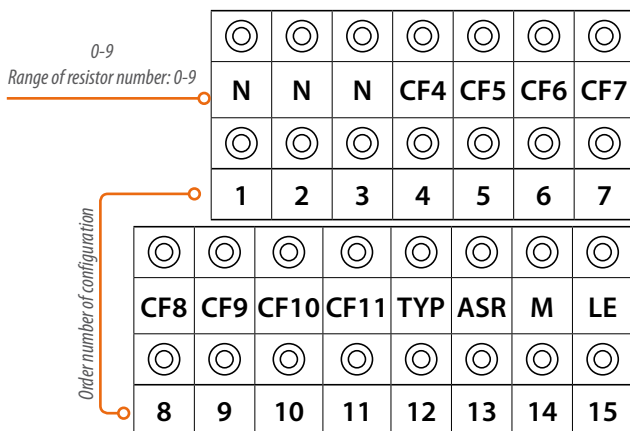 0-9
Range of resistor number: 0-9
N N N CF4 CF5 CF6 CF7
1 2 3 4 5 6 7
Order number of configuration
CF8 CF9 CF10 CF11 TYP ASR M LE
8 9 10 11 12 13 14 15